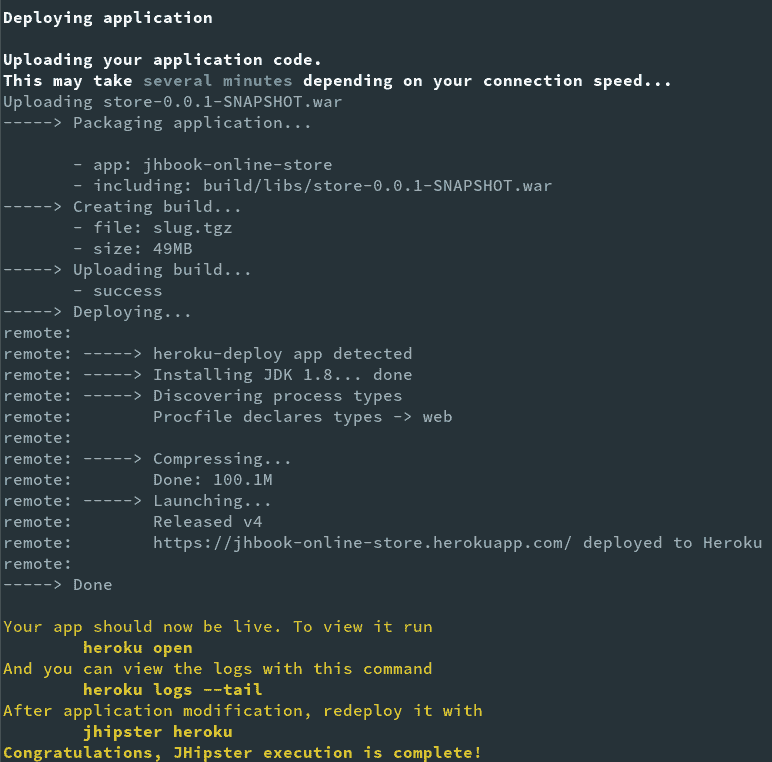 Deploying application
Uploading your application code.
This may take several minutes depending on your connection speed...
Uploading store-0.0.1-SNAPSHOT.war
-----> Packaging application...
- app: jhbook-online-store
- including: build/libs/store-0.0.1-SNAPSHOT.war
-----> Creating build...
- file: slug.tgz
- size: 49MB
-----> Uploading build...
- success
-----> Deploying...
remote:
remote: -----> heroku-deploy app detected
remote: -----> Installing JDK 1.8... done
remote: -----> Discovering process types
remote:        Procfile declares types -> web
remote:
remote: -----> Compressing...
remote:        Done: 100.1M
remote: -----> Launching...
remote:        Released v4
remote:        https://jhbook-online-store.herokuapp.com/ deployed to Heroku
remote:
-----> Done
Your app should now be live. To view it run
heroku open
And you can view the logs with this command
heroku logs --tail
After application modification, redeploy it with
jhipster heroku
Congratulations, JHipster execution is complete!